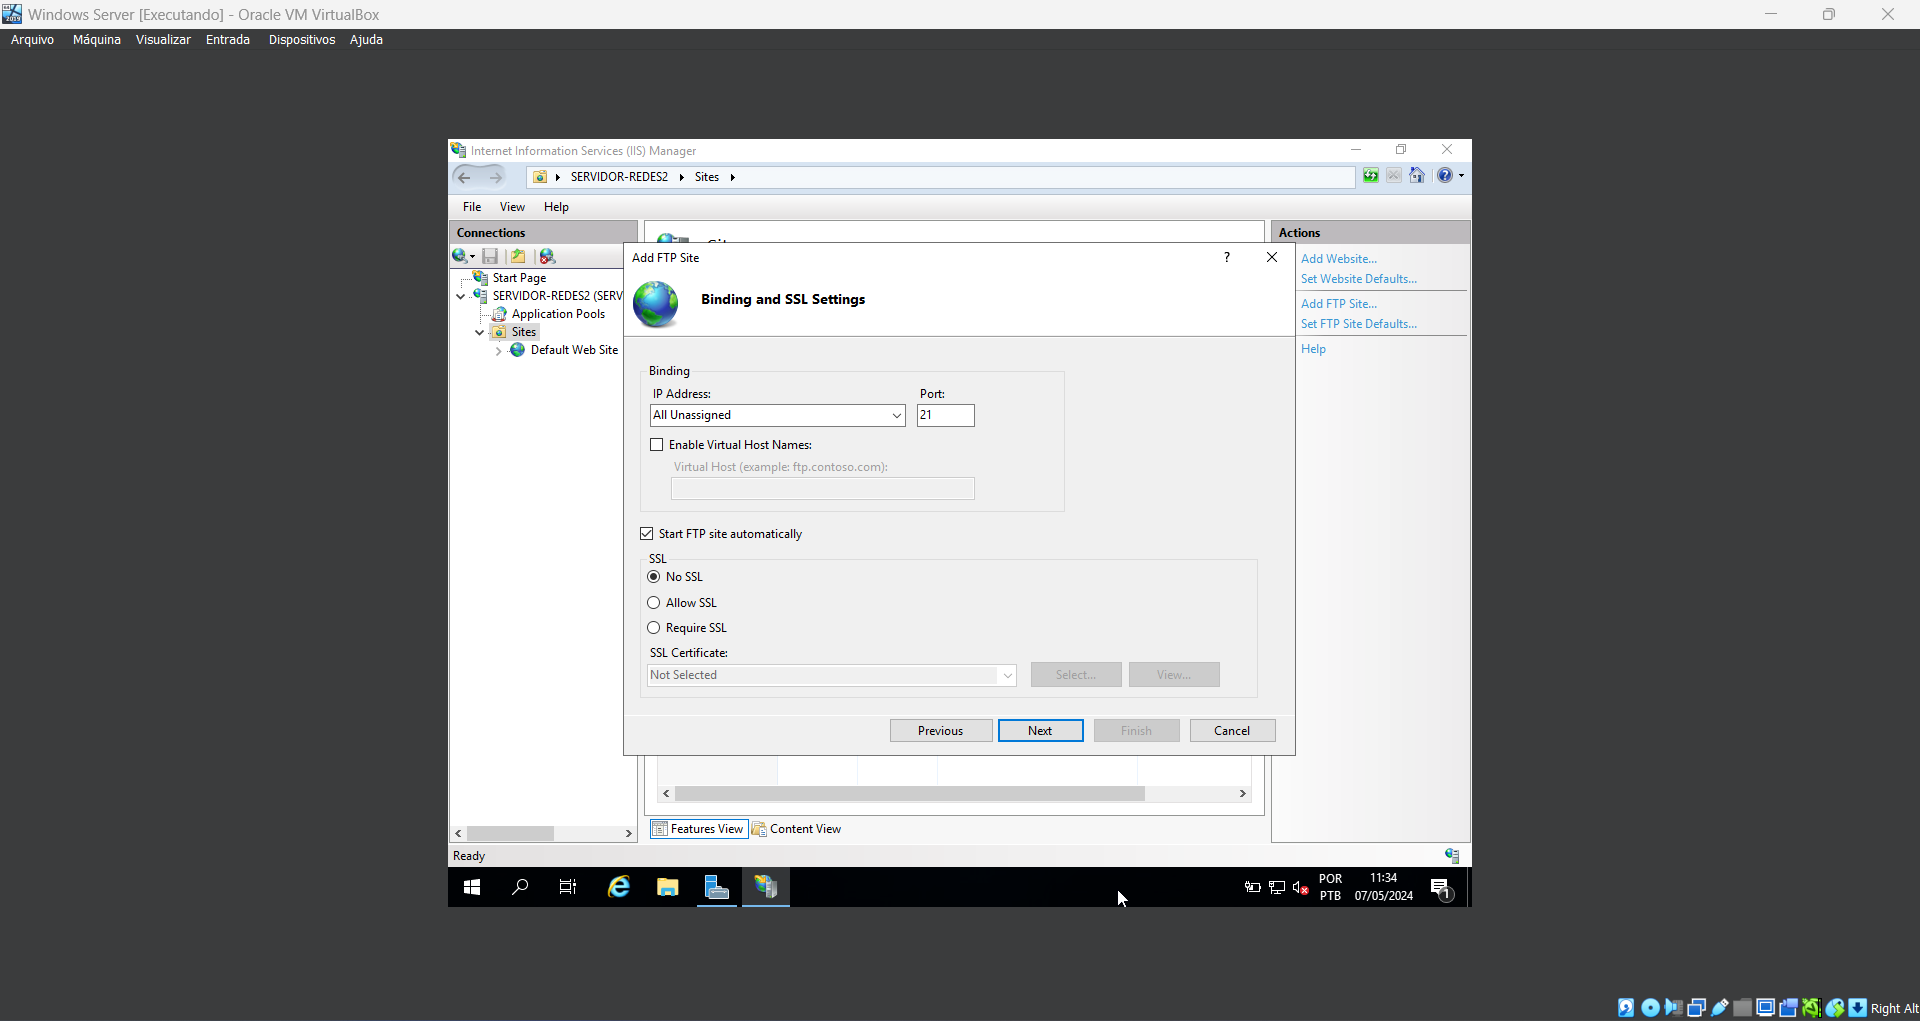 Windows Server [Executando] - Oracle VM VirtualBox
Arquivo Máquina Visualizar Entrada Dispositivos Ajuda
Internet Information Services (IIS) Manager
SERVIDOR-REDES2 Sites
File View Help
Connections
Start Page
SERVIDOR-REDES2 (SERV
Application Pools
Sites
Default Web Site
Add FTP Site
?
Binding and SSL Settings
Binding
IP Address: Port:
All Unassigned 21
Enable Virtual Host Names:
Virtual Host (example: ftp.contoso.com):
Start FTP site automatically
SSL
No SSL
Allow SSL
Require SSL
SSL Certificate:
Not Selected Select... View...
Previous Next Finish Cancel
Actions
Add Website...
Set Website Defaults...
Add FTP Site...
Set FTP Site Defaults...
Help
Features View Content View
Ready
POR
PTB
11:34
07/05/2024
1
Right Alt